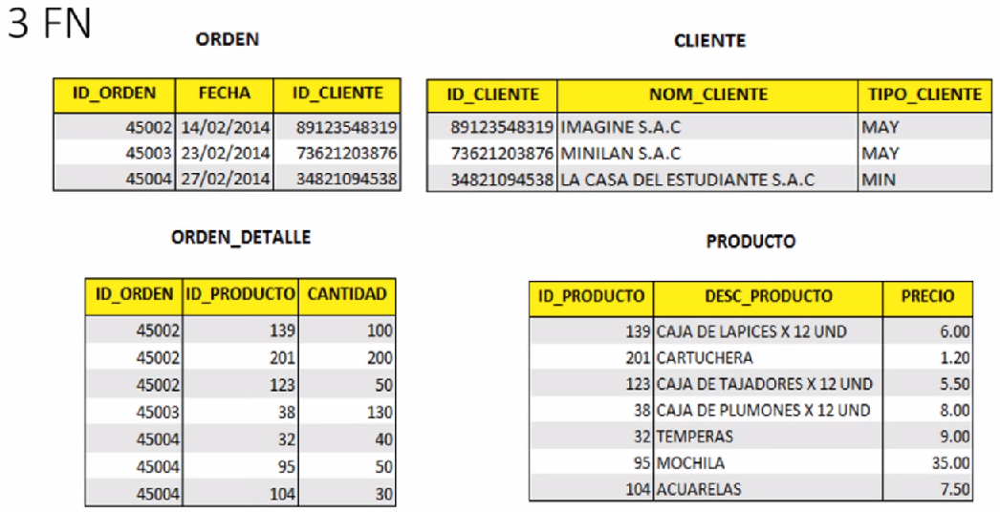 3 FN
ORDEN
ID_ORDEN FECHA ID_CLIENTE
45002 14/02/2014 89123548319
45003 23/02/2014 73621203876
45004 27/02/2014 34821094538
CLIENTE
ID_CLIENTE NOM_CLIENTE TIPO_CLIENTE
89123548319 IMAGINE S.A.C MAY
73621203876 MINILAN S.A.C MAY
34821094538 LA CASA DEL ESTUDIANTE S.A.C MIN
ORDEN_DETALLE
ID_ORDEN ID_PRODUCTO CANTIDAD
45002 139 100
45002 201 200
45002 123 50
45003 38 130
45004 32 40
45004 95 50
45004 104 30
PRODUCTO
ID_PRODUCTO DESC_PRODUCTO PRECIO
139 CAJA DE LAPICES X 12 UND 6.00
201 CARTUCHERA 1.20
123 CAJA DE TAJADORES X 12 UND 5.50
38 CAJA DE PLUMONES X 12 UND 8.00
32 TEMPERAS 9.00
95 MOCHILA 35.00
104 ACUARELAS 7.50